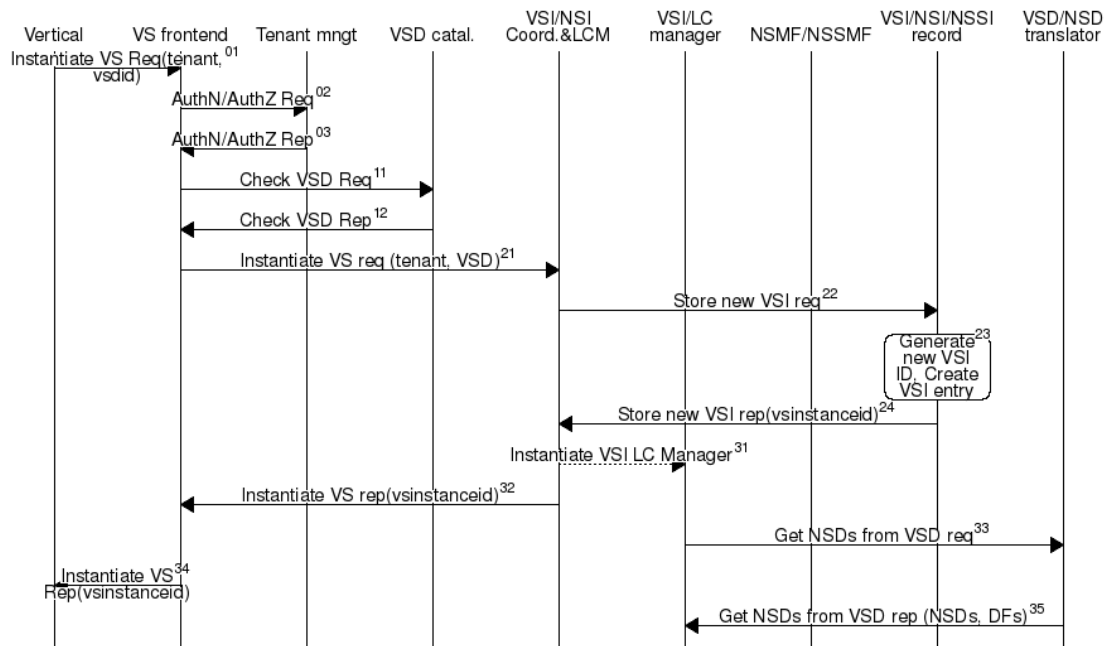 VSI/NSI VSI/LC VSI/NSI/NSSI VSD/NSD
Vertical VS frontend Tenant mngt VSD catal. Coord.&LCM manager NSMF/NSSMF record translator
Instantiate VS Req(tenant, 01
vsdid)
AuthN/AuthZ Req 02
AuthN/AuthZ Rep 03
Check VSD Req 11
Check VSD Rep 12
Instantiate VS req (tenant, VSD) 21
Store new VSI req 22
Generate 23
new VSI
ID, Create
VSI entry
Store new VSI rep(vsinstanceid) 24
Instantiate VSI LC Manager 31
Instantiate VS rep(vsinstanceid) 32
Get NSDs from VSD req 33
Instantiate VS 34
Rep(vsinstanceid)
Get NSDs from VSD rep (NSDs, DFs) 35